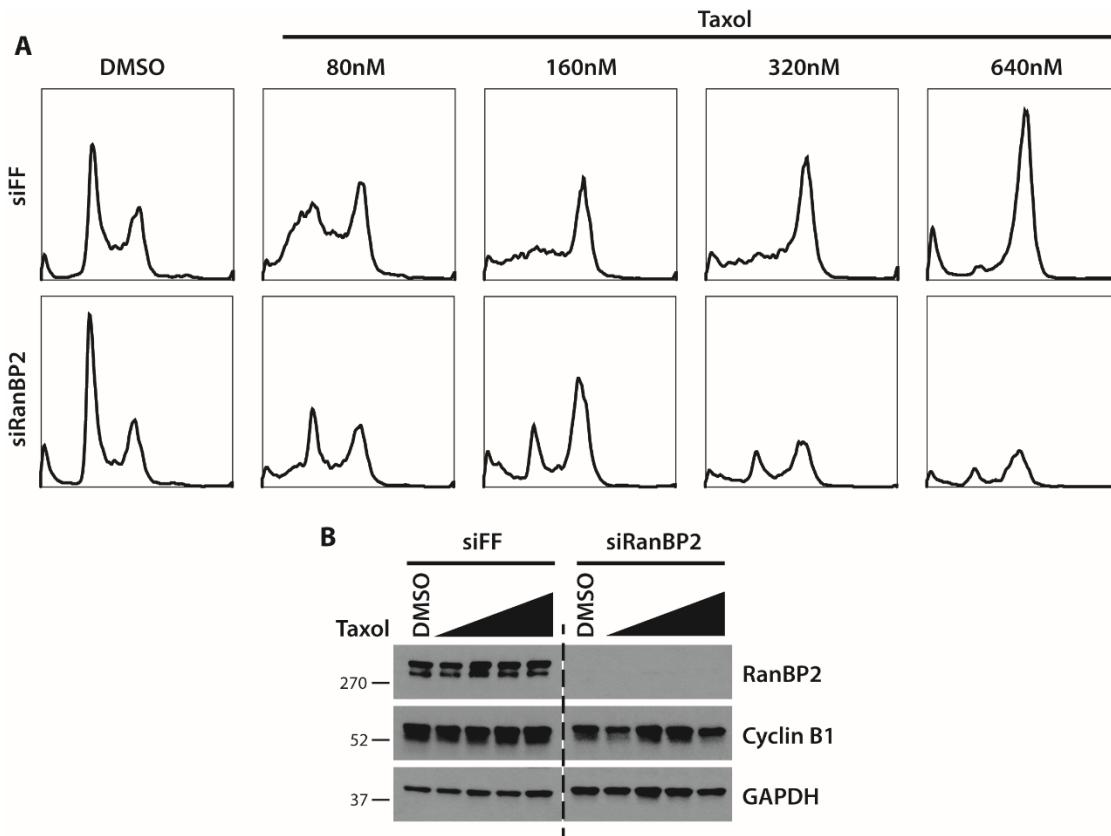 Taxol
A
DMSO 80nM 160nM 320nM 640nM
siFF
siRanBP2
B
siFF siRanBP2
Taxol DMSO DMSO
270 RanBP2
52 Cyclin B1
37 GAPDH